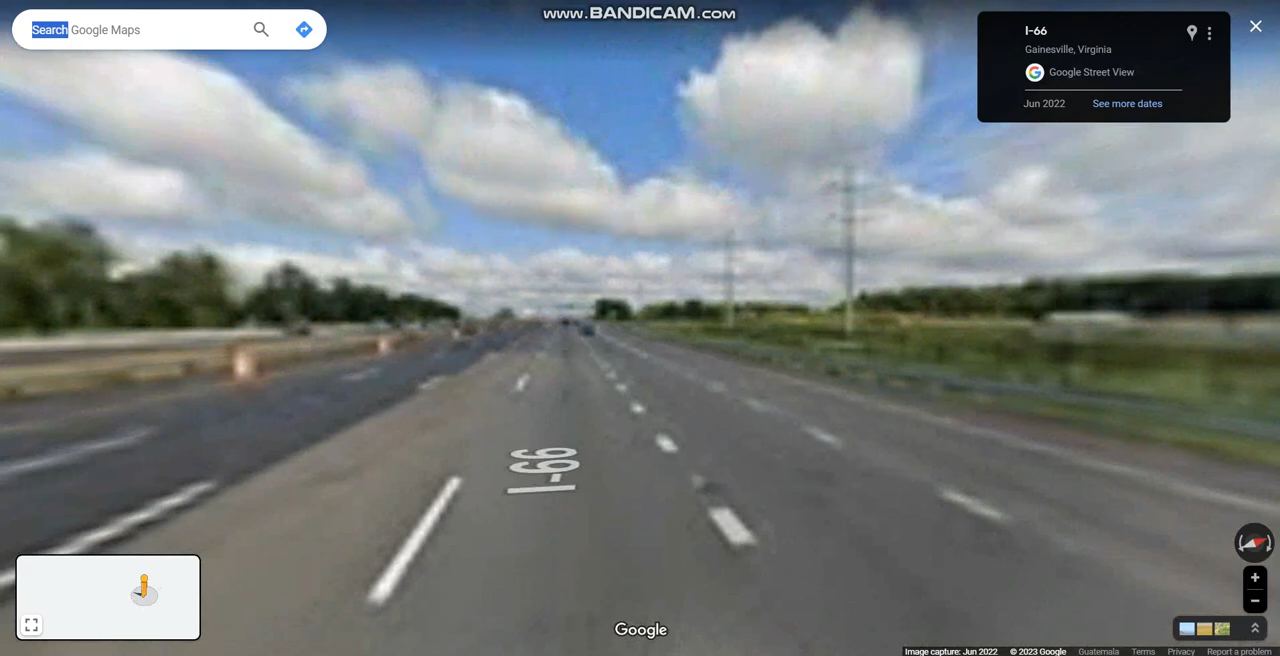 www.BANDICAM.com
Search Google Maps
I-66
Gainesville, Virginia
Google Street View
Jun 2022
See more dates
I-66
Google
Image capture: Jun 2022 © 2023 Google Guatemala Terms Privacy Report a problem